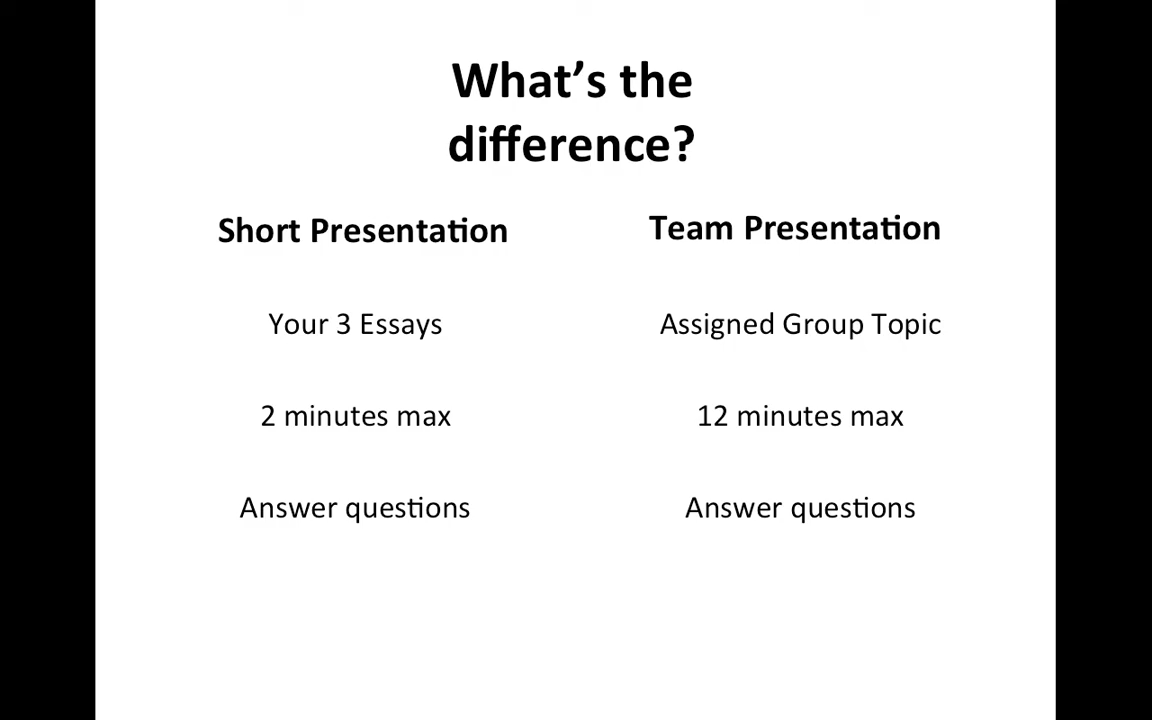 What’s the
difference?
Short Presentation
Team Presentation
Your 3 Essays
Assigned Group Topic
2 minutes max
12 minutes max
Answer questions
Answer questions